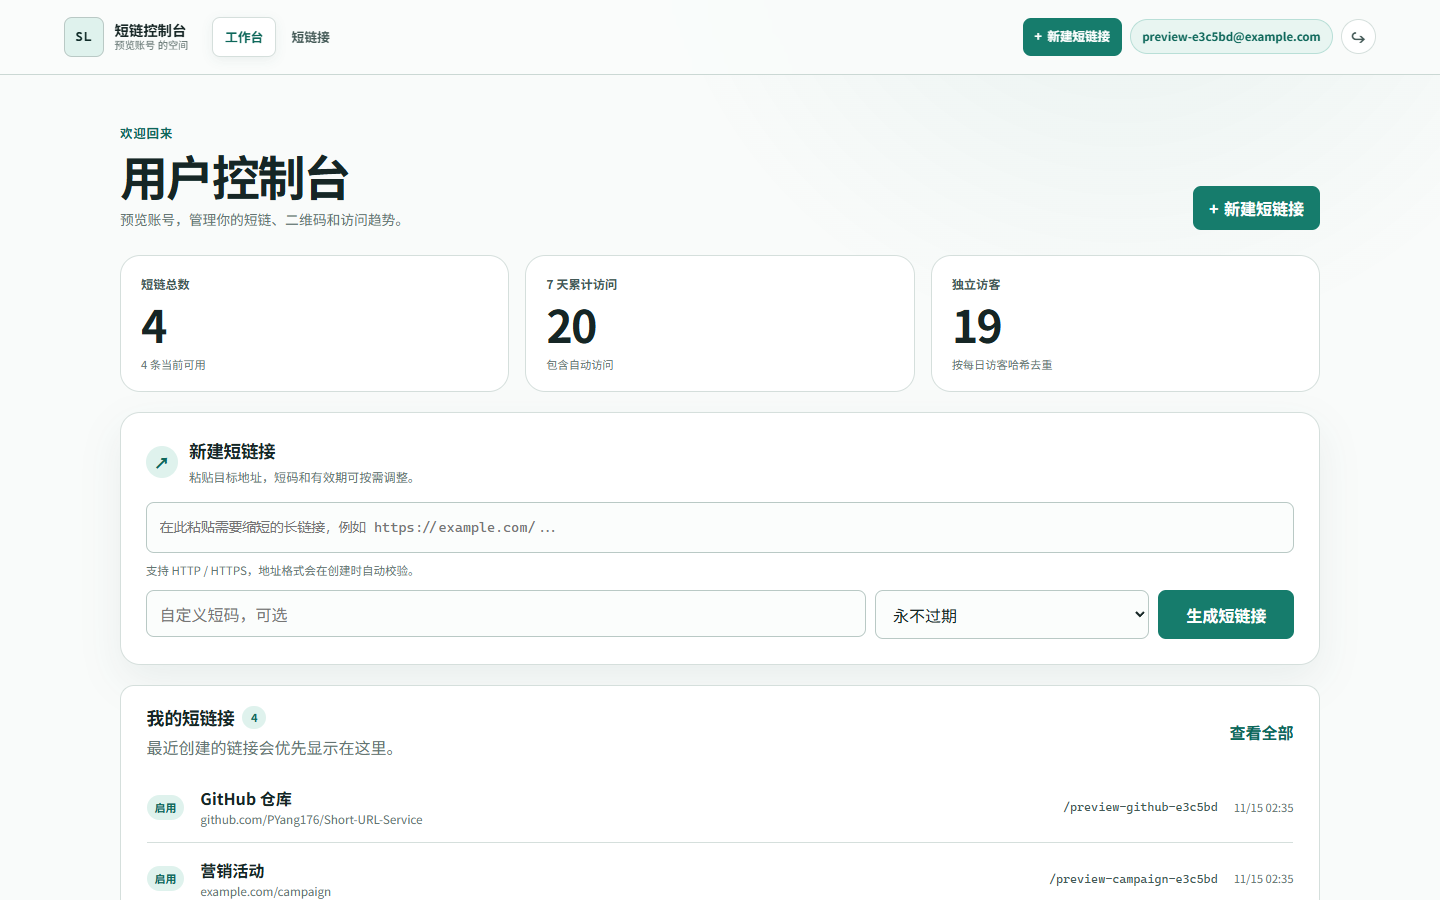 SL
短链控制台
预览账号 的空间
工作台
短链接
+ 新建短链接
preview-e3c5bd@example.com
欢迎回来
用户控制台
预览账号，管理你的短链、二维码和访问趋势。
+ 新建短链接
短链总数
4
4 条当前可用
7 天累计访问
20
包含自动访问
独立访客
19
按每日访客哈希去重
新建短链接
粘贴目标地址，短码和有效期可按需调整。
在此粘贴需要缩短的长链接，例如 https://example.com/...
支持 HTTP / HTTPS，地址格式会在创建时自动校验。
自定义短码，可选
永不过期
生成短链接
我的短链接 4
最近创建的链接会优先显示在这里。
查看全部
启用
GitHub 仓库
github.com/PYang176/Short-URL-Service
/preview-github-e3c5bd
11/15 02:35
启用
营销活动
example.com/campaign
/preview-campaign-e3c5bd
11/15 02:35